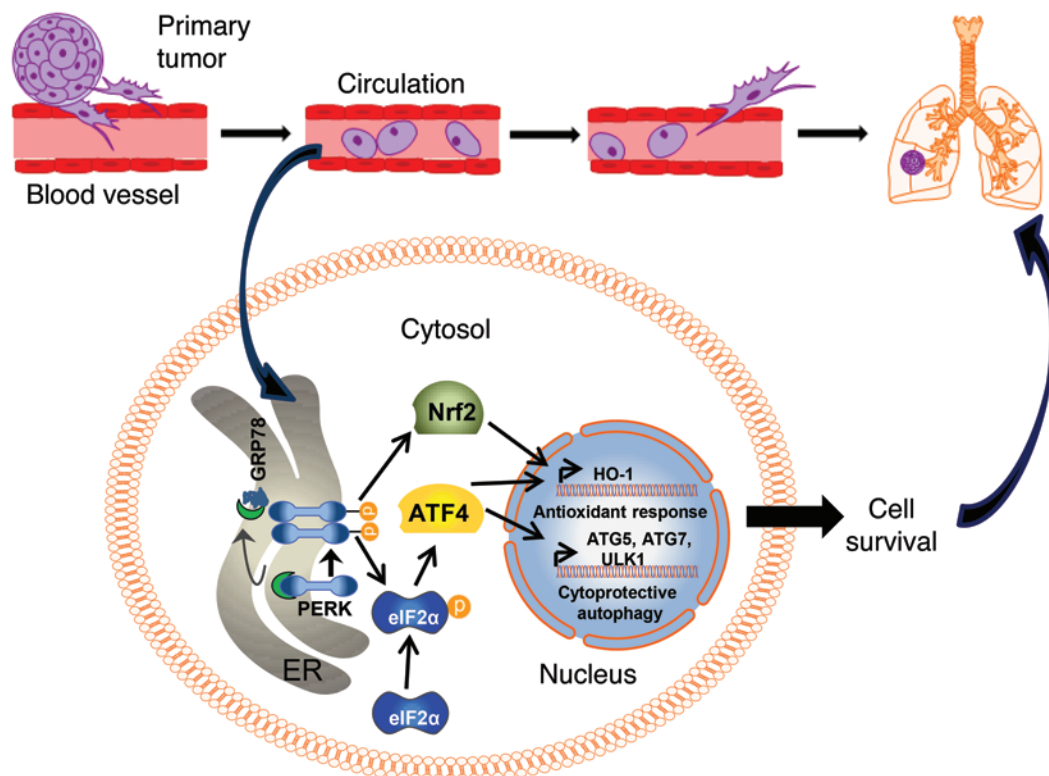 Primary
tumor
Circulation
Blood vessel
Cytosol
GRP78
Nrf2
P
P
HO-1
ATF4
Antioxidant response
ATG5, ATG7,
ULK1
Cell
survival
PERK
eIF2α
P
Cytoprotective
autophagy
ER
Nucleus
eIF2α